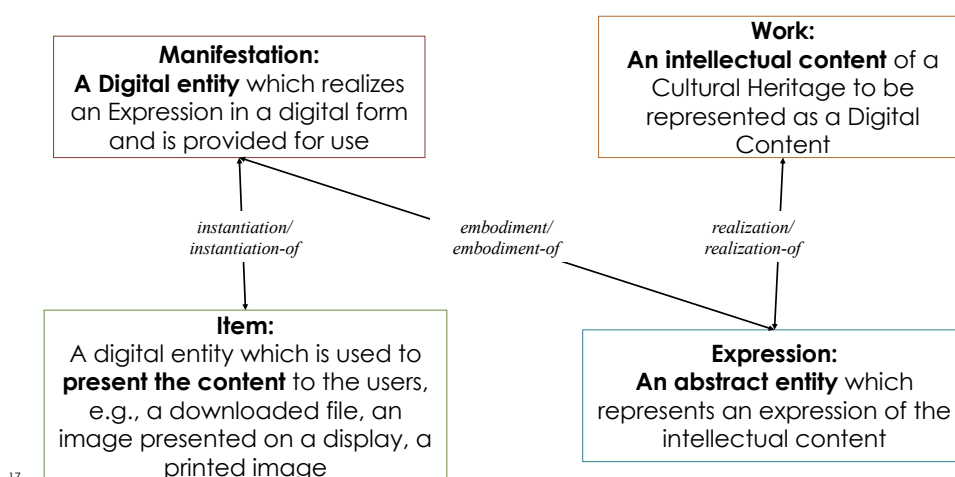 Manifestation:
A Digital entity which realizes
an Expression in a digital form
and is provided for use
Work:
An intellectual content of a
Cultural Heritage to be
represented as a Digital
Content
instantiation/
instantiation-of
embodiment/
embodiment-of
realization/
realization-of
Item:
A digital entity which is used to
present the content to the users,
e.g., a downloaded file, an
image presented on a display, a
printed image
Expression:
An abstract entity which
represents an expression of the
intellectual content
17